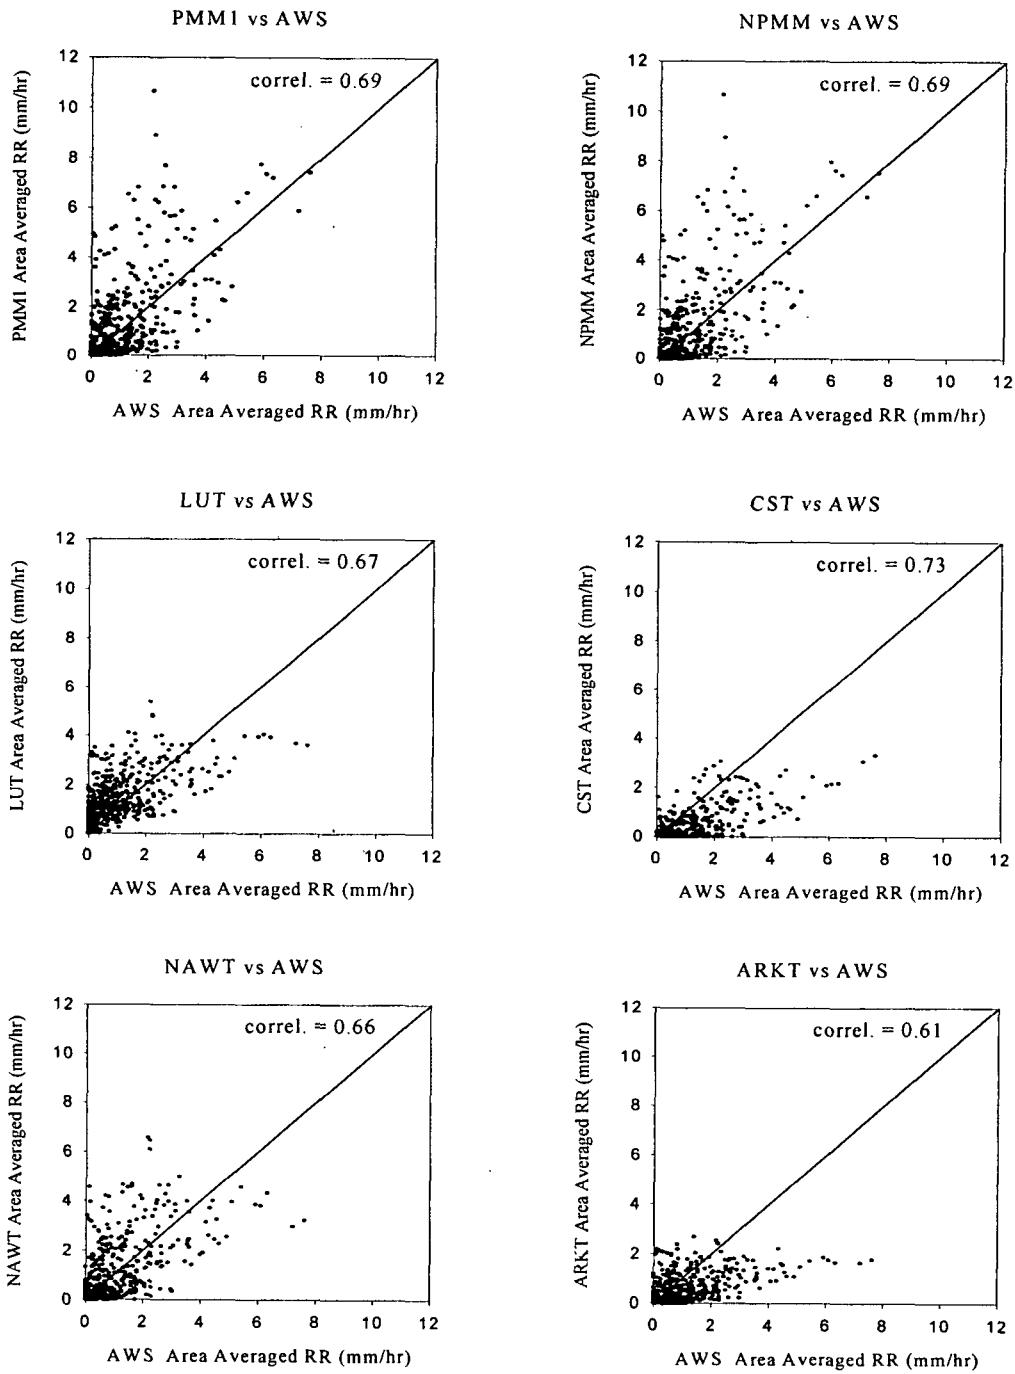 PMM1 vs AWS
correl. = 0.69
PMM1 Area Averaged RR (mm/hr)
12
10
8
6
4
2
0
0 2 4 6 8 10 12
AWS Area Averaged RR (mm/hr)
NPMM vs AWS
correl. = 0.69
NPMM Area Averaged RR (mm/hr)
12
10
8
6
4
2
0
0 2 4 6 8 10 12
AWS Area Averaged RR (mm/hr)
LUT vs AWS
correl. = 0.67
LUT Area Averaged RR (mm/hr)
12
10
8
6
4
2
0
0 2 4 6 8 10 12
AWS Area Averaged RR (mm/hr)
CST vs AWS
correl. = 0.73
CST Area Averaged RR (mm/hr)
12
10
8
6
4
2
0
0 2 4 6 8 10 12
AWS Area Averaged RR (mm/hr)
NAWT vs AWS
correl. = 0.66
NAWT Area Averaged RR (mm/hr)
12
10
8
6
4
2
0
0 2 4 6 8 10 12
AWS Area Averaged RR (mm/hr)
ARKT vs AWS
correl. = 0.61
ARKT Area Averaged RR (mm/hr)
12
10
8
6
4
2
0
0 2 4 6 8 10 12
AWS Area Averaged RR (mm/hr)